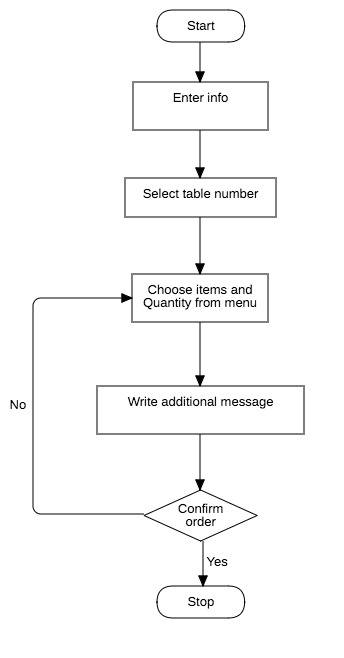 Start
Enter info
Select table number
Choose items and
Quantity from menu
Write additional message
No
Confirm
order
Yes
Stop